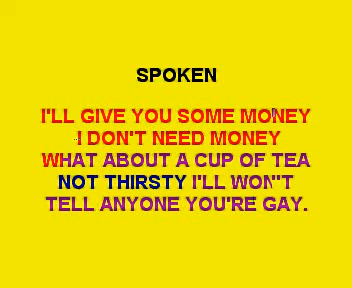 SPOKEN
I'LL GIVE YOU SOME MONEY
I DON'T NEED MONEY
WHAT ABOUT A CUP OF TEA
NOT THIRSTY I'LL WON"T
TELL ANYONE YOU'RE GAY.